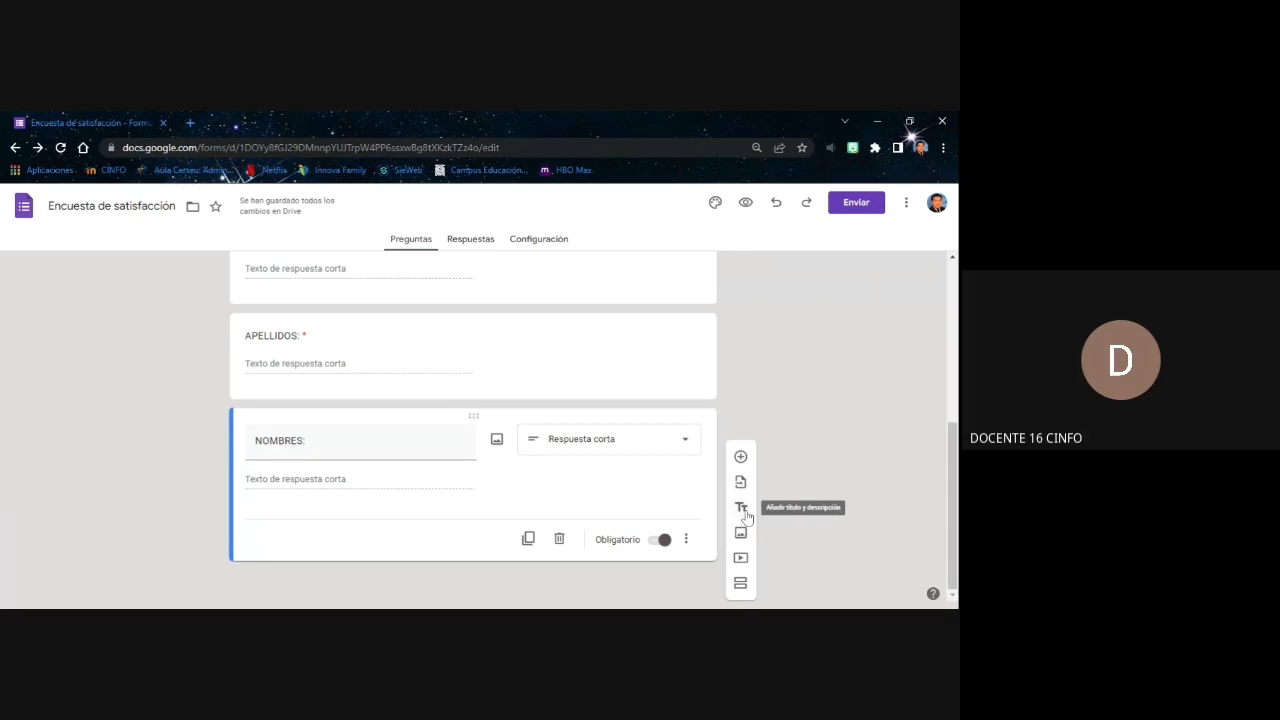 Encuesta de satisfacción - Form
docs.google.com/forms/d/1DOYy8fGJ29DMnnpYUJTrpW4PP6ssxwBg8tXKzkTZz4o/edit
Aplicaciones CINFO Aula Cerseu: Admin... Netflix Innova Family SieWeb Campus Educación... HBO Max
Encuesta de satisfacción
Se han guardado todos los
cambios en Drive
Enviar
Preguntas Respuestas Configuración
Texto de respuesta corta
APELLIDOS: *
Texto de respuesta corta
NOMBRES:
Respuesta corta
Texto de respuesta corta
Añadir título y descripción
Obligatorio
D
DOCENTE 16 CINFO